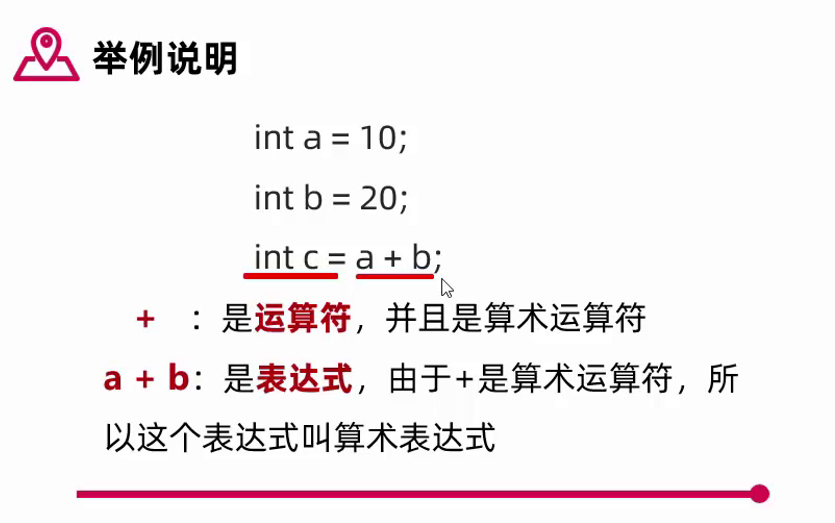 举例说明
int a = 10;
int b = 20;
int c = a + b;
+ ：是运算符，并且是算术运算符
a + b：是表达式，由于+是算术运算符，所
以这个表达式叫算术表达式